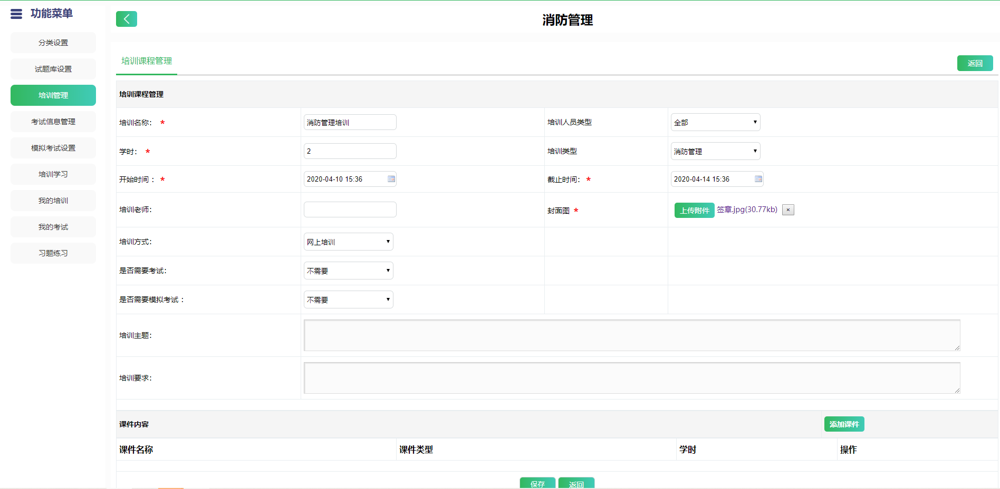 功能菜单
消防管理
分类设置
试题库设置
培训管理
考试信息管理
模拟考试设置
培训学习
我的培训
我的考试
习题练习
培训课程管理
返回
培训课程管理
培训名称： *
消防管理培训
培训人员类型
全部
学时： *
2
培训类型
消防管理
开始时间 ： *
2020-04-10 15:36
截止时间： *
2020-04-14 15:36
培训老师：
封面图 *
上传附件 签章.jpg(30.77kb) ×
培训方式：
网上培训
是否需要考试：
不需要
是否需要模拟考试 ：
不需要
培训主题：
培训要求：
课件内容
添加课件
课件名称 课件类型 学时 操作
保存 返回